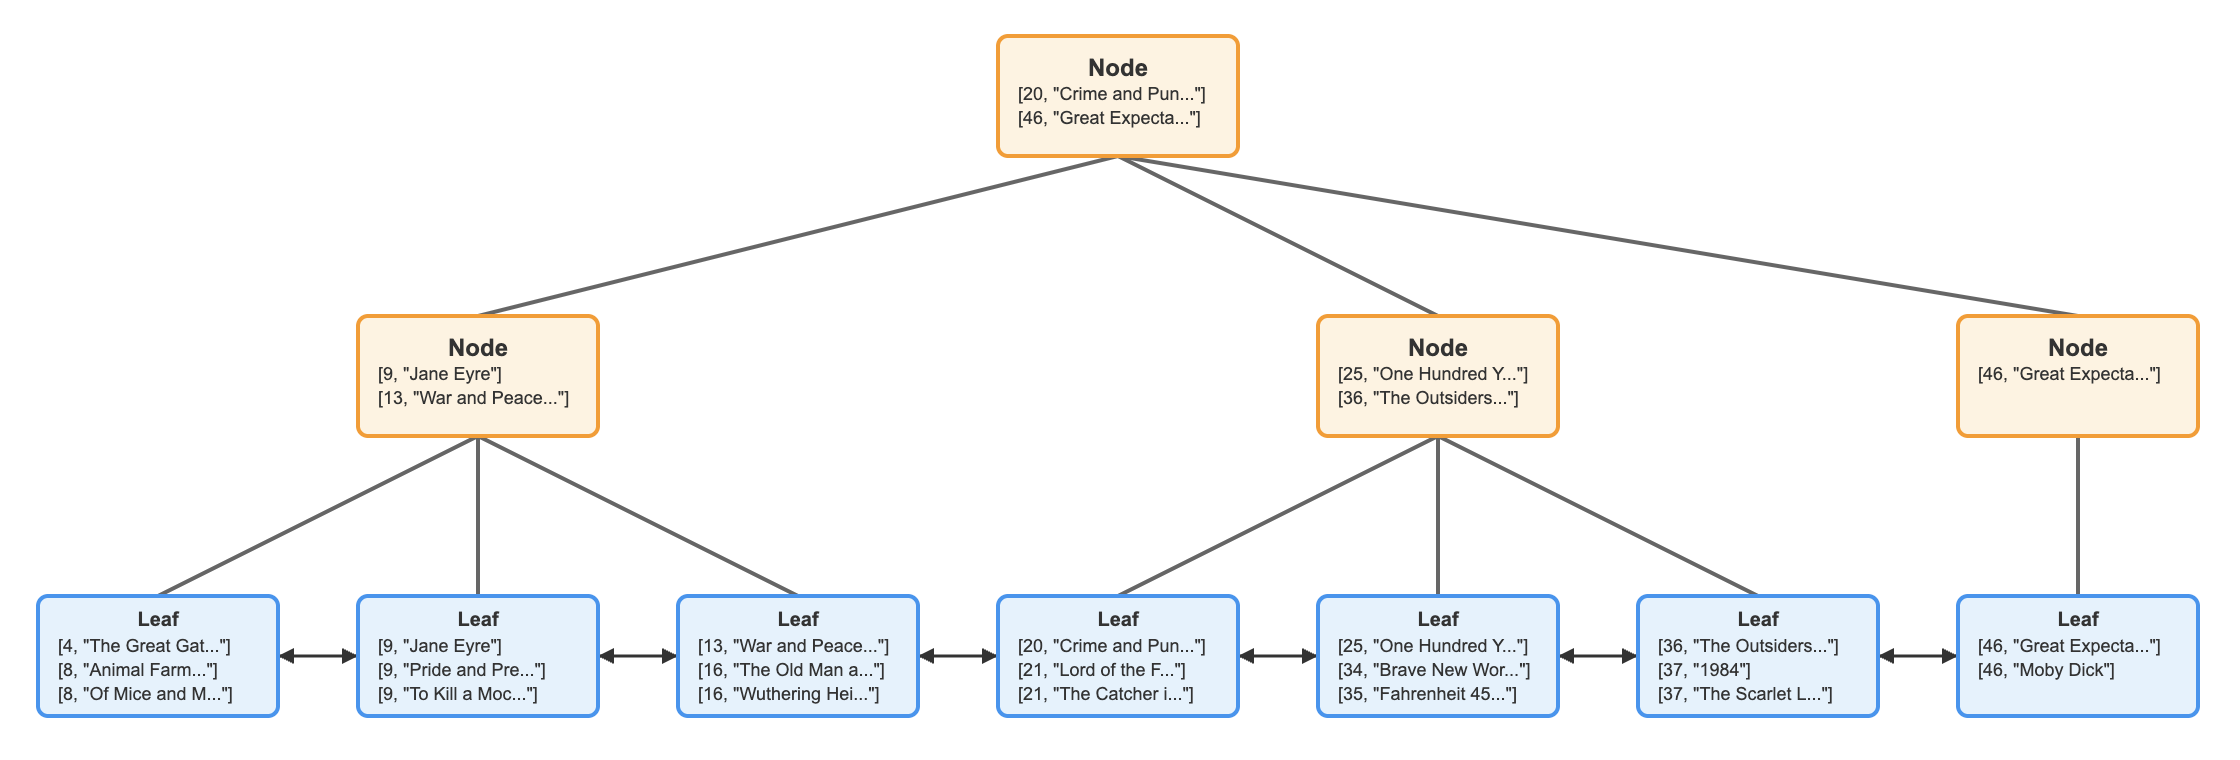 Node
[20, "Crime and Pun..."]
[46, "Great Expecta..."]
Node
[9, "Jane Eyre"]
[13, "War and Peace..."]
Node
[25, "One Hundred Y..."]
[36, "The Outsiders..."]
Node
[46, "Great Expecta..."]
Leaf
[4, "The Great Gat..."]
[8, "Animal Farm..."]
[8, "Of Mice and M..."]
Leaf
[9, "Jane Eyre"]
[9, "Pride and Pre..."]
[9, "To Kill a Moc..."]
Leaf
[13, "War and Peace..."]
[16, "The Old Man a..."]
[16, "Wuthering Hei..."]
Leaf
[20, "Crime and Pun..."]
[21, "Lord of the F..."]
[21, "The Catcher i..."]
Leaf
[25, "One Hundred Y..."]
[34, "Brave New Wor..."]
[35, "Fahrenheit 45..."]
Leaf
[36, "The Outsiders..."]
[37, "1984"]
[37, "The Scarlet L..."]
Leaf
[46, "Great Expecta..."]
[46, "Moby Dick"]